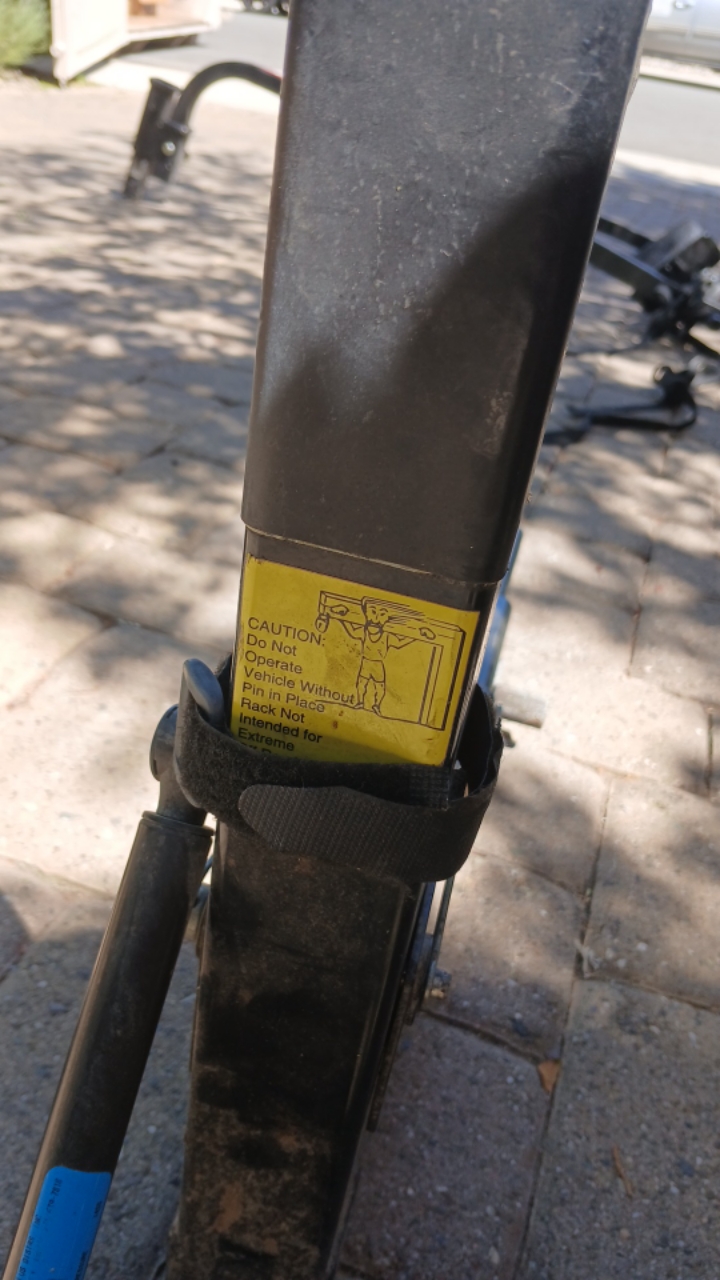 CAUTION:
Do Not
Operate
Vehicle Without
Pin in Place
Rack Not
Intended for
Extreme